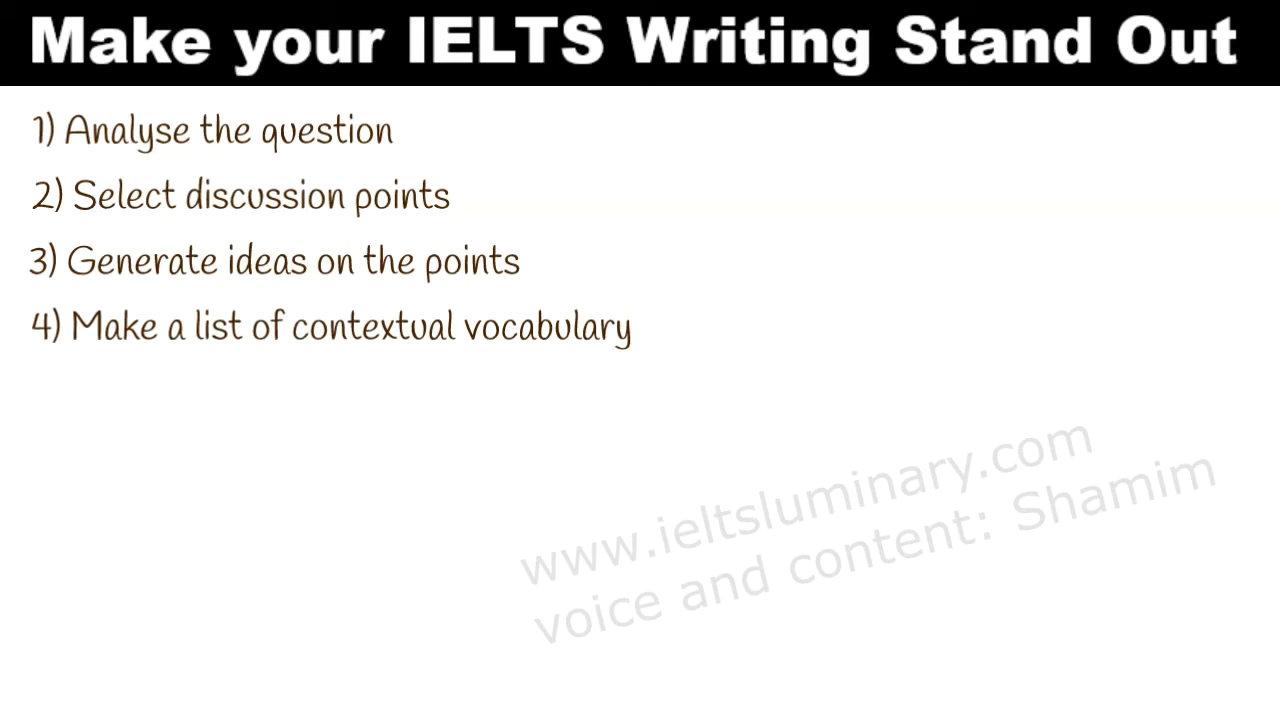 Make your IELTS Writing Stand Out
1) Analyse the question
2) Select discussion points
3) Generate ideas on the points
4) Make a list of contextual vocabulary
www.ieltsluminary.com
voice and content: Shamim